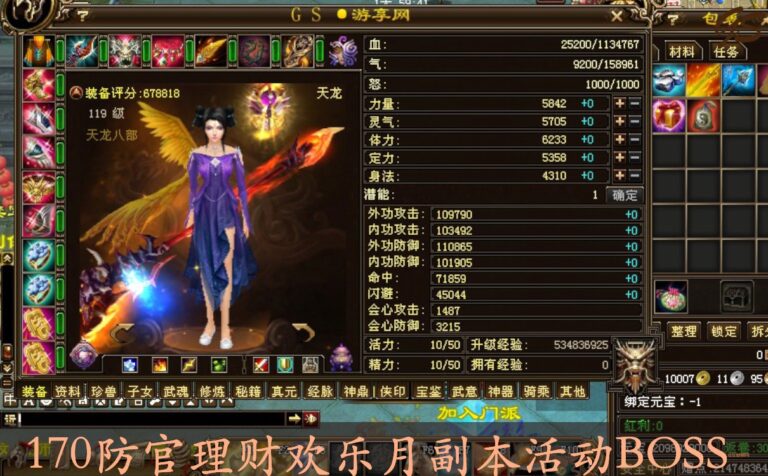 GS●游享网
血: 25200/1134767
气: 9200/158961
怒: 1000/1000
装备评分:678818 天龙
119 级
天龙八部
力量: 5842 +0
灵气: 5705 +0
体力: 6233 +0
定力: 5358 +0
身法: 4310 +0
潜能: 1 确定
外功攻击: 109790 +0
内功攻击: 103492 +0
外功防御: 110865 +0
内功防御: 101905 +0
命中: 71859 +0
闪避: 45044 +0
会心攻击: 1487
会心防御: 3215
活力: 10/50 升级经验: 534836925
精力: 10/50 拥有经验: 0
装备 资料 珍兽 子女 武魂 修炼 秘籍 真元 经脉 神鼎 侠印 宝鉴 武意 神器 骑乘 其他
材料 任务
整理 锁定
10007 11 95
绑定元宝: -1
红利:0
加入门派
170防官理财欢乐月副本活动BOSS